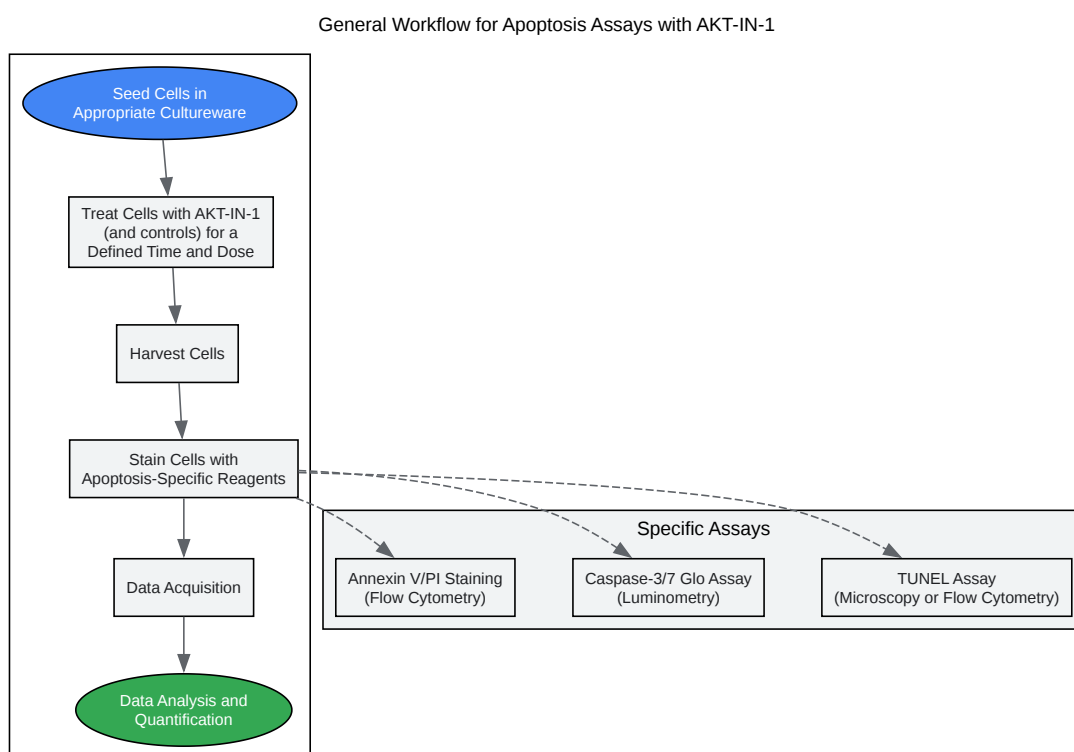 General Workflow for Apoptosis Assays with AKT-IN-1
Seed Cells in
Appropriate Cultureware
Treat Cells with AKT-IN-1
(and controls) for a
Defined Time and Dose
Harvest Cells
Stain Cells with
Apoptosis-Specific Reagents
Specific Assays
Annexin V/PI Staining
(Flow Cytometry)
Caspase-3/7 Glo Assay
(Luminometry)
TUNEL Assay
(Microscopy or Flow Cytometry)
Data Acquisition
Data Analysis and
Quantification